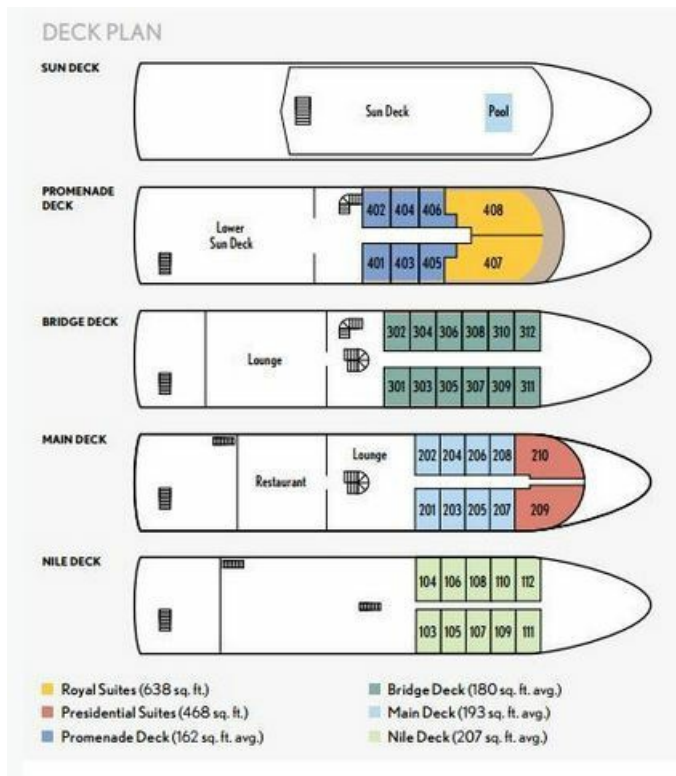 DECK PLAN
SUN DECK
Sun Deck
Pool
PROMENADE
DECK
Lower
Sun Deck
402 404 406 408
401 403 405 407
BRIDGE DECK
Lounge
302 304 306 308 310 312
301 303 305 307 309 311
MAIN DECK
Restaurant
Lounge
202 204 206 208 210
201 203 205 207 209
NILE DECK
104 106 108 110 112
103 105 107 109 111
Royal Suites (638 sq. ft.)
Presidential Suites (468 sq. ft.)
Promenade Deck (162 sq. ft. avg.)
Bridge Deck (180 sq. ft. avg.)
Main Deck (193 sq. ft. avg.)
Nile Deck (207 sq. ft. avg.)